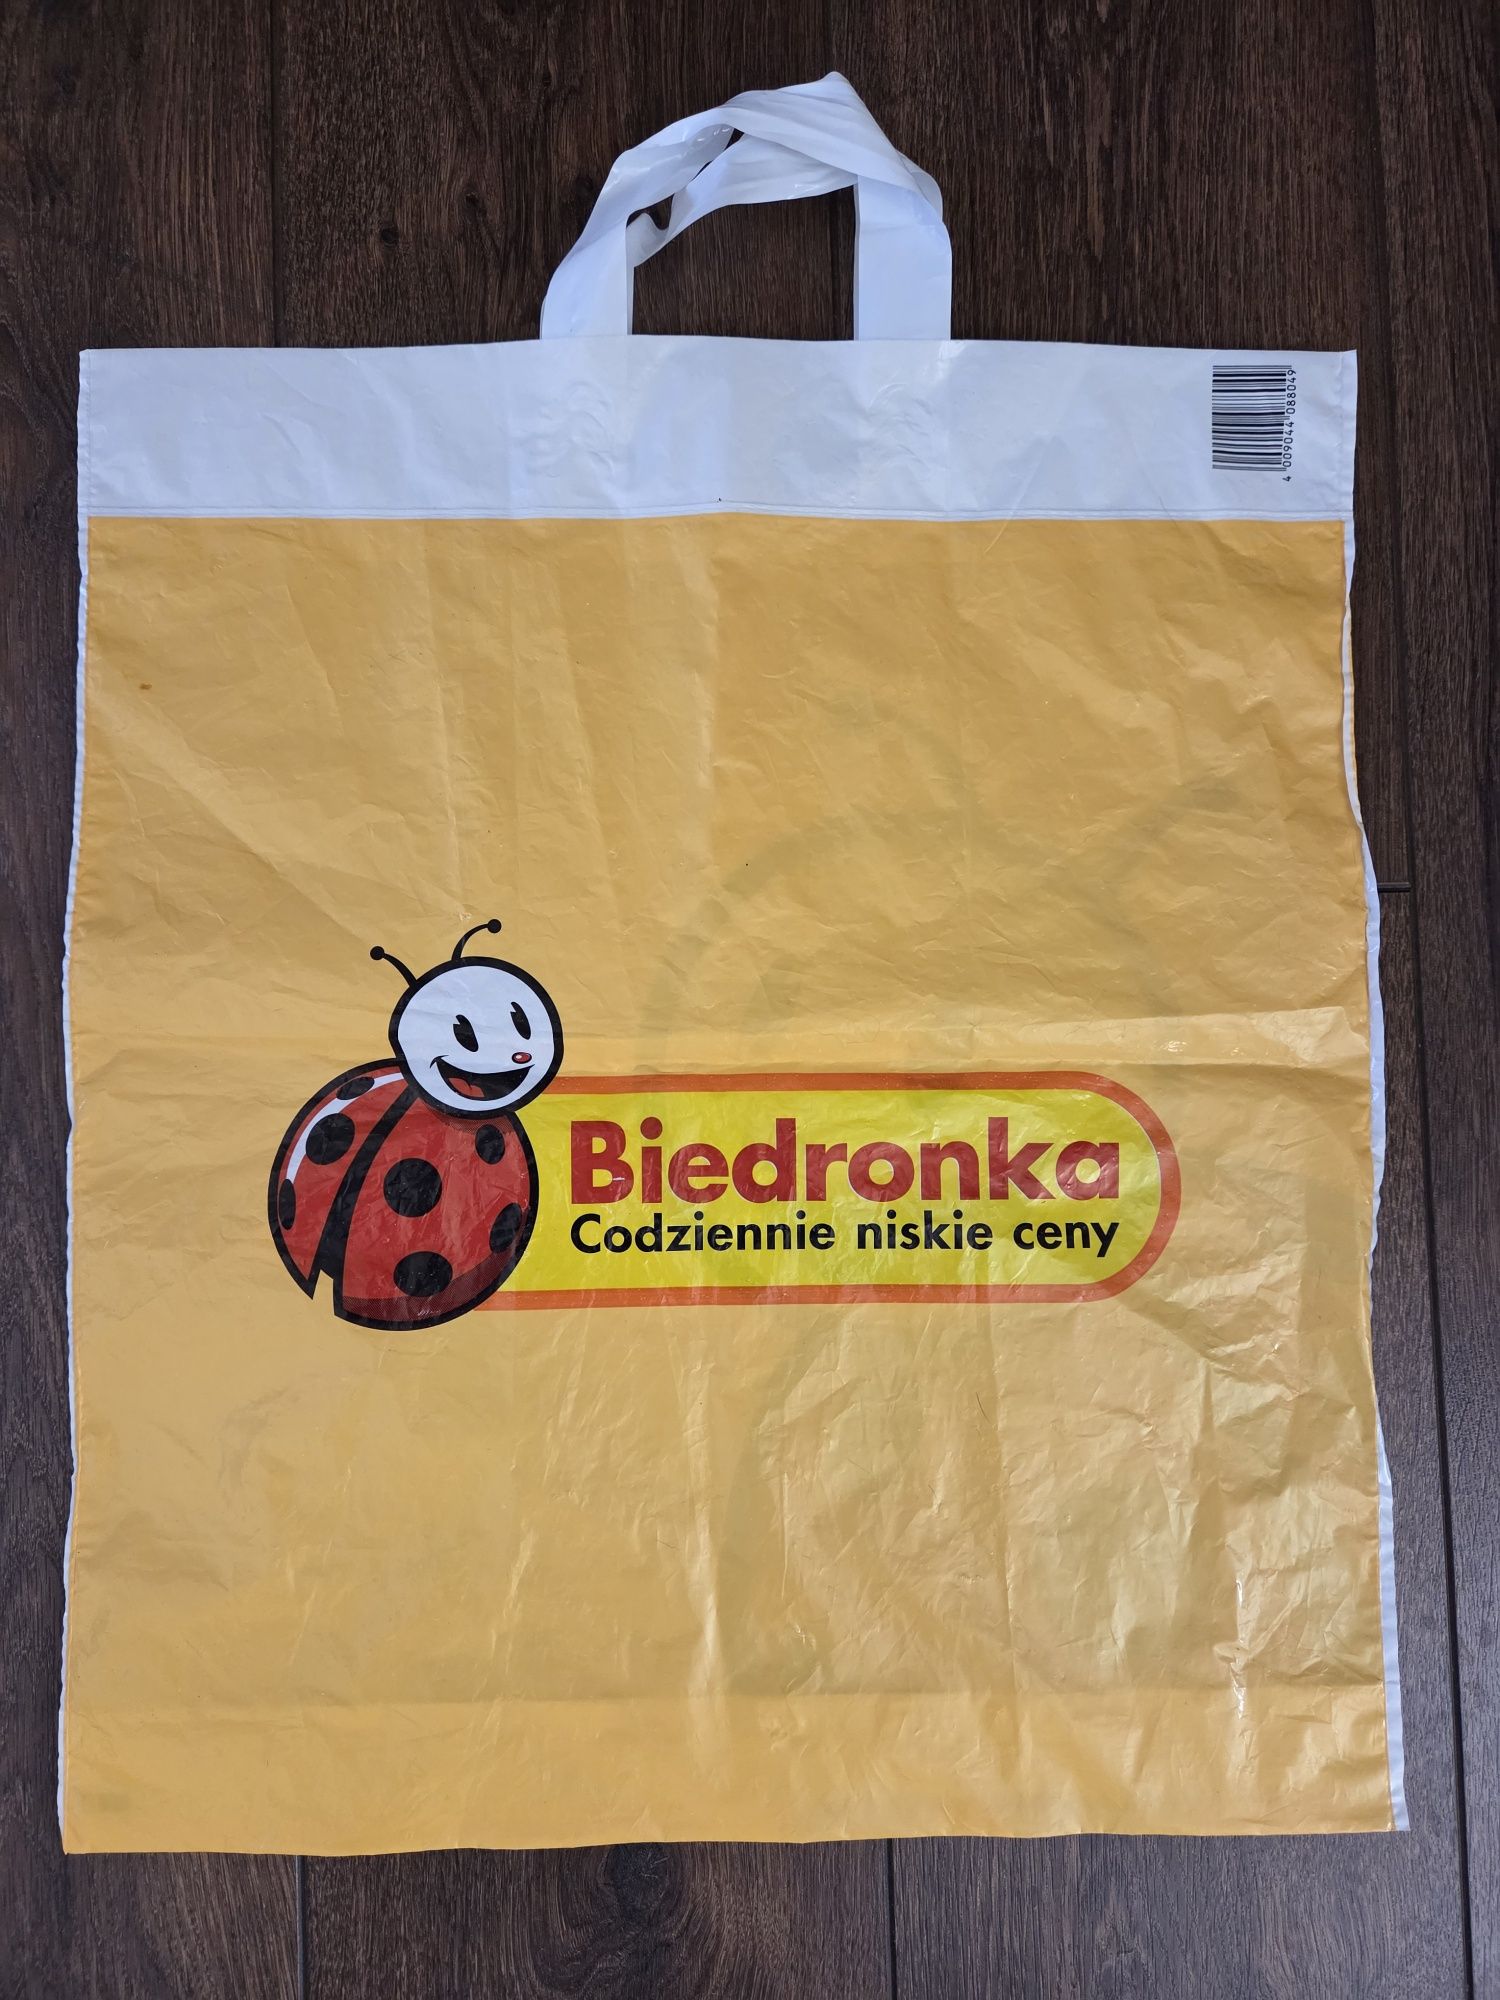 4 009044 088049
Biedronka
Codziennie niskie ceny